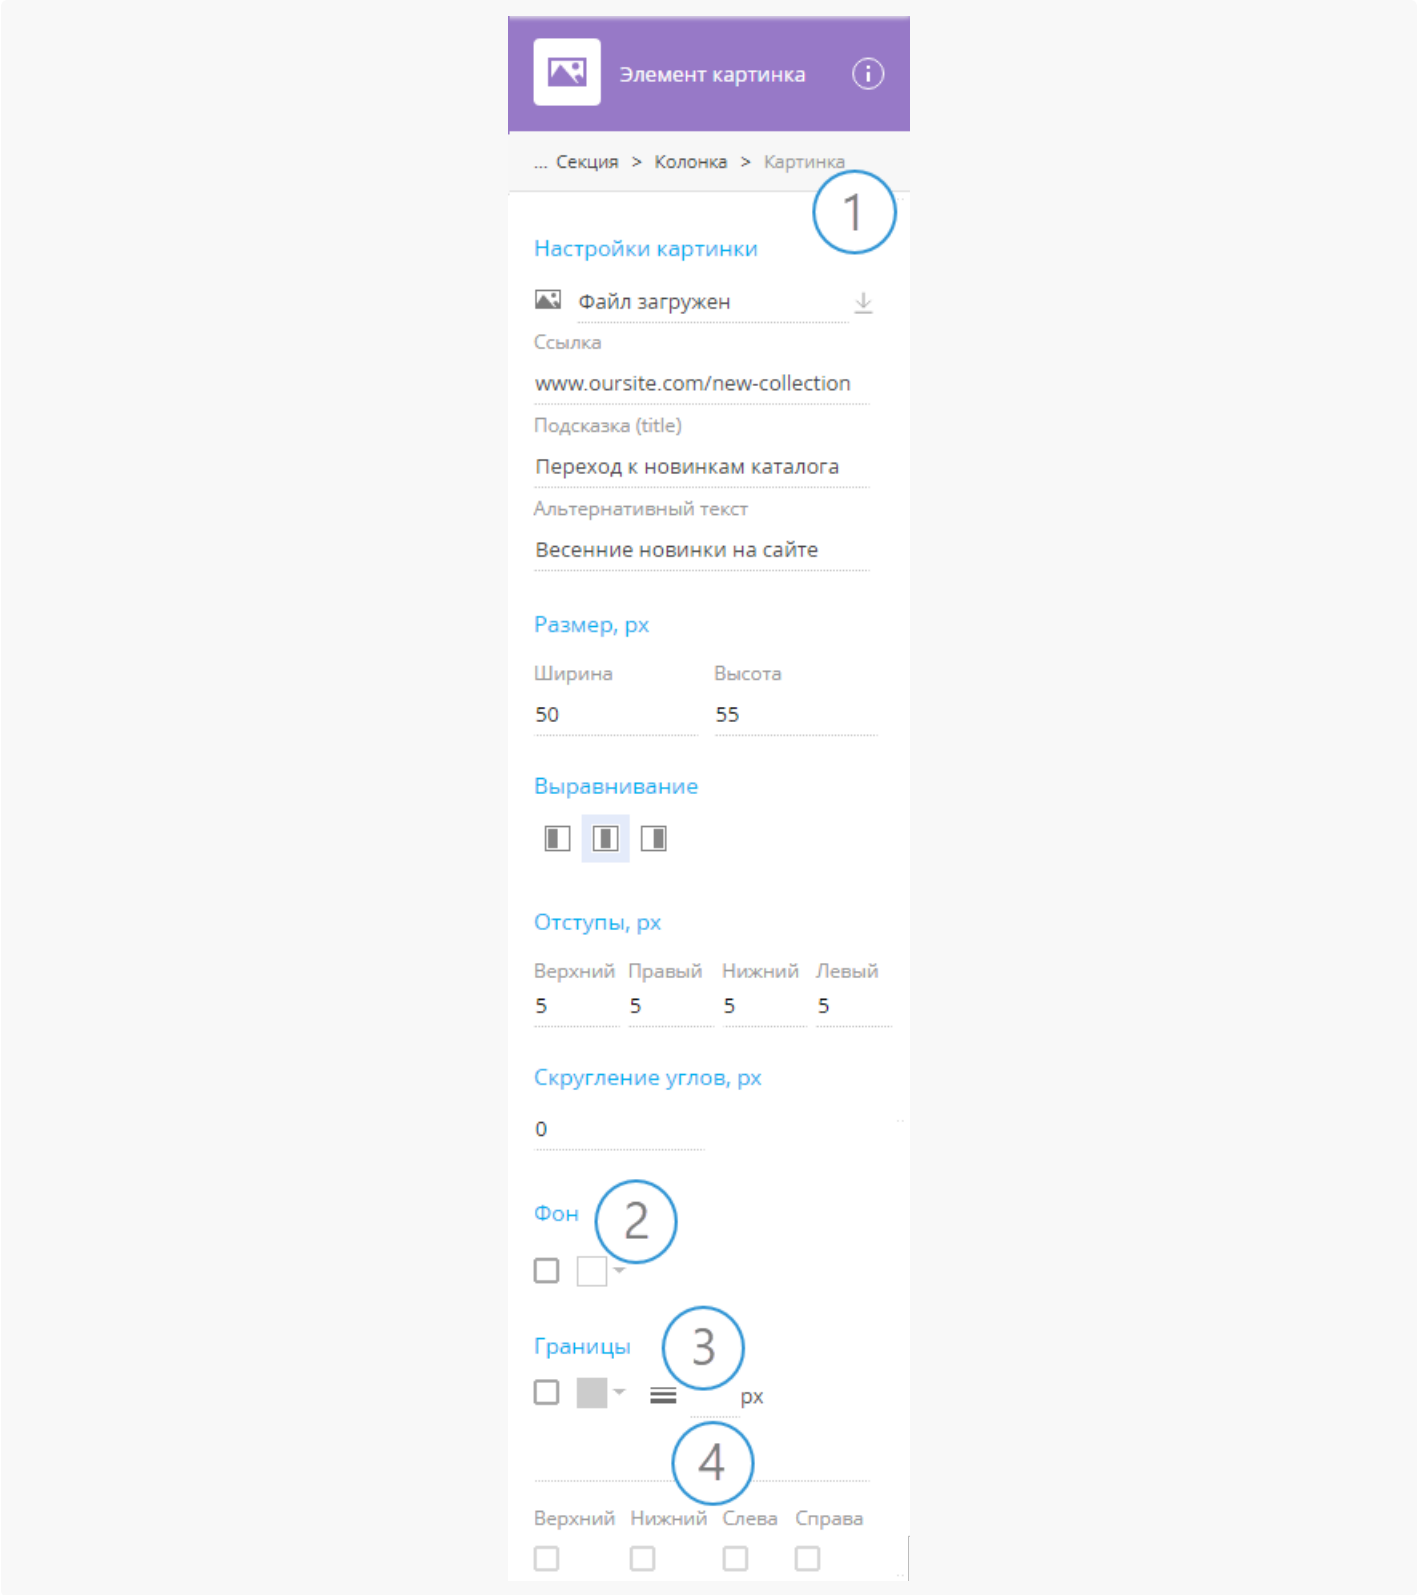 Элемент картинка
... Секция > Колонка > Картинка
1
Настройки картинки
Файл загружен
Ссылка
www.oursite.com/new-collection
Подсказка (title)
Переход к новинкам каталога
Альтернативный текст
Весенние новинки на сайте
Размер, px
Ширина Высота
50 55
Выравнивание
Отступы, px
Верхний Правый Нижний Левый
5 5 5 5
Скругление углов, px
0
Фон 2
Границы 3
px
4
Верхний Нижний Слева Справа